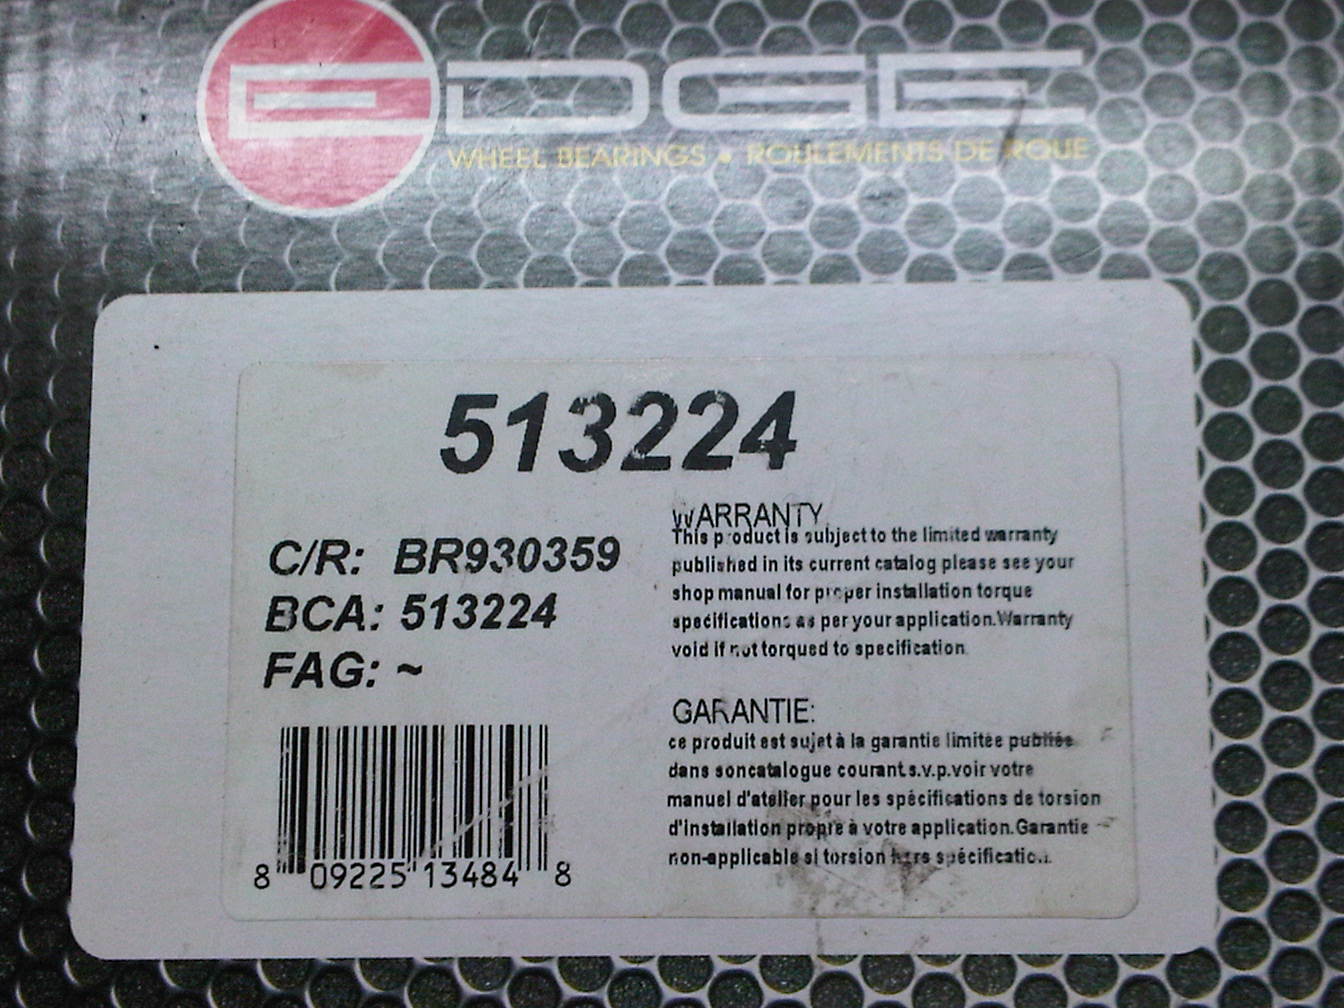 EDGE
WHEEL BEARINGS • ROULEMENTS DE ROUE
513224
C/R: BR930359
BCA: 513224
FAG: ~
8 09225 13484 8
WARRANTY
This product is subject to the limited warranty
published in its current catalog please see your
shop manual for proper installation torque
specifications as per your application.Warranty
void if not torqued to specification
GARANTIE:
ce produit est sujet à la garantie limitée publiée
dans soncatalogue courant.s.v.p.voir votre
manuel d'atelier pour les spécifications de torsion
d'installation propre à votre application.Garantie
non-applicable si torsion hors spécification.